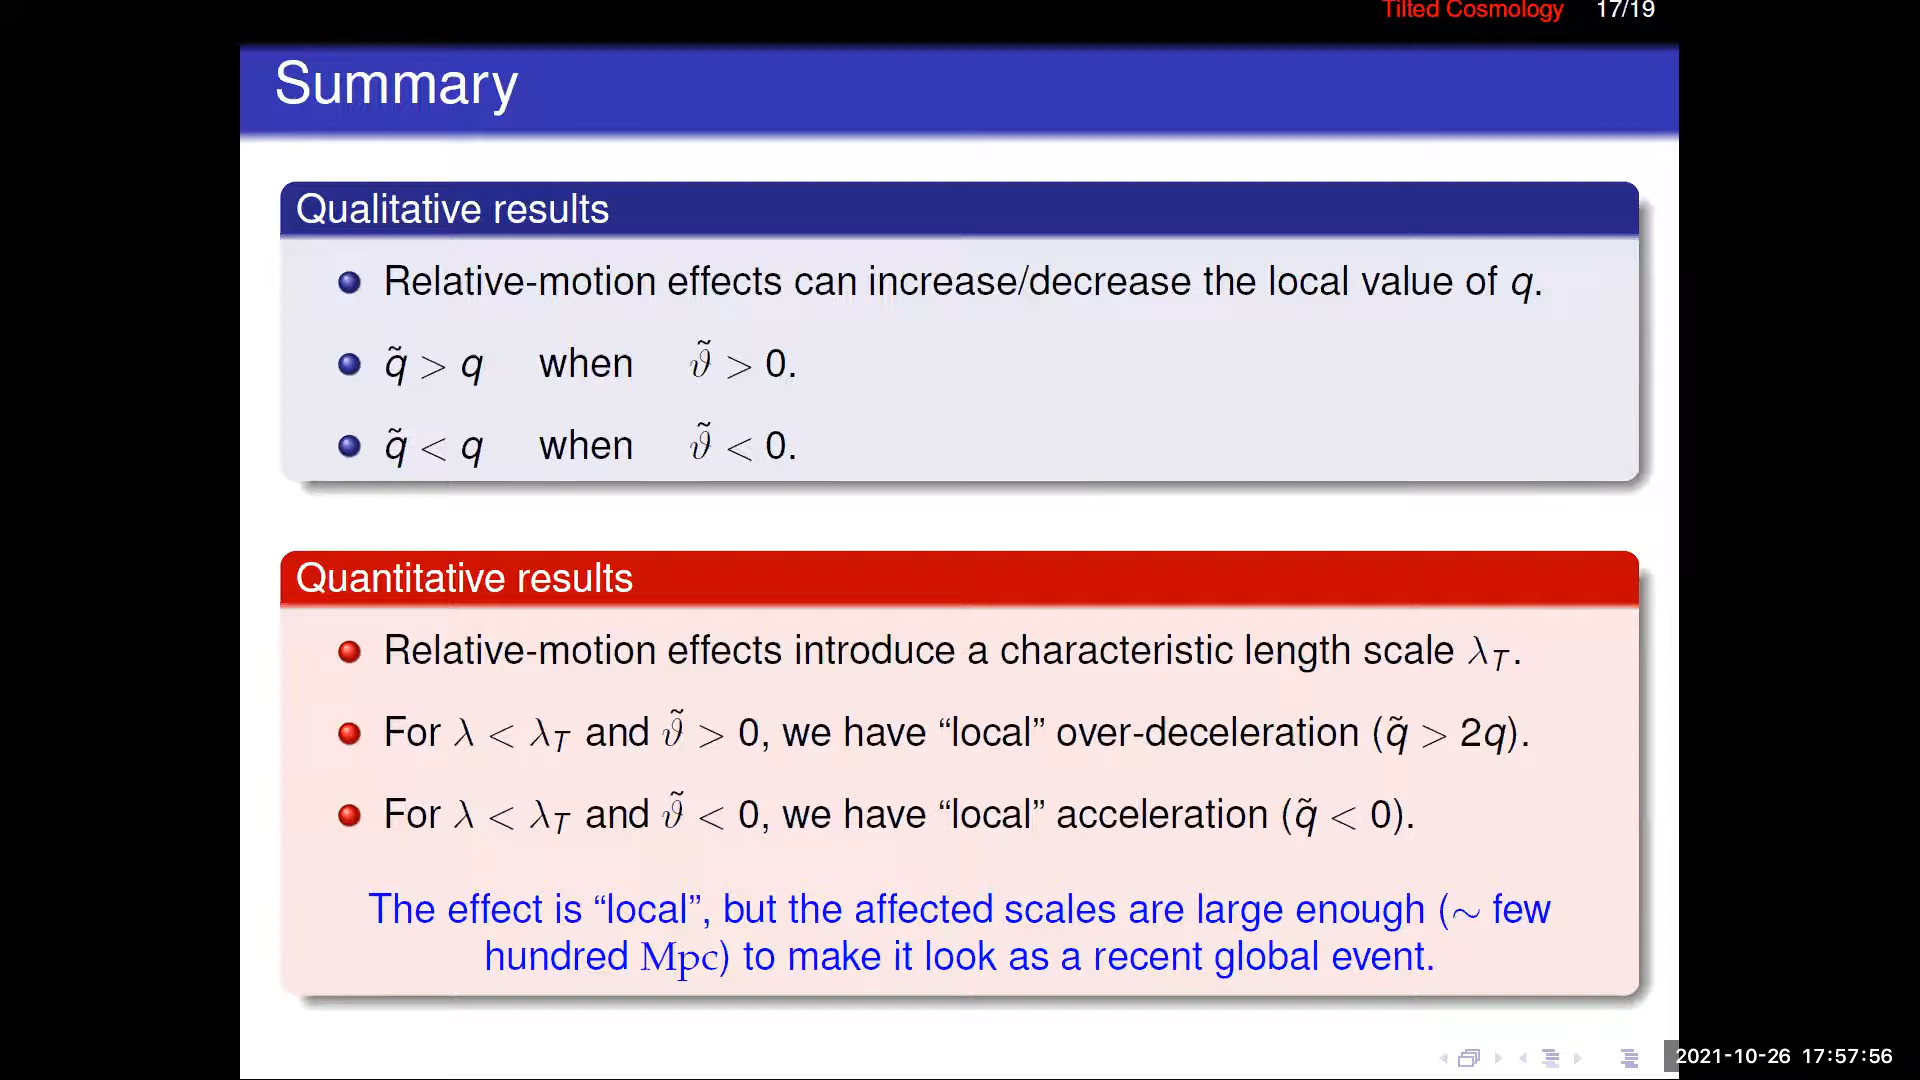 Tilted Cosmology 17/19
Summary
Qualitative results
Relative-motion effects can increase/decrease the local value of q.
q̃ > q when ϑ̃ > 0.
q̃ < q when ϑ̃ < 0.
Quantitative results
Relative-motion effects introduce a characteristic length scale λ_T.
For λ < λ_T and ϑ̃ > 0, we have “local” over-deceleration (q̃ > 2q).
For λ < λ_T and ϑ̃ < 0, we have “local” acceleration (q̃ < 0).
The effect is “local”, but the affected scales are large enough (∼ few
hundred Mpc) to make it look as a recent global event.
2021-10-26 17:57:56